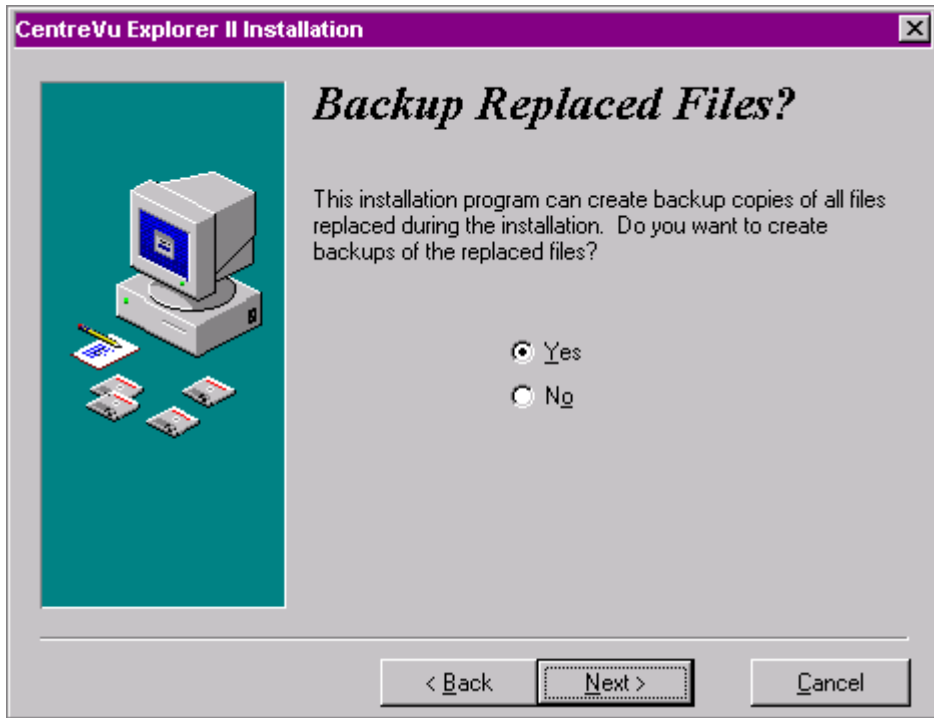 CentreVu Explorer II Installation
Backup Replaced Files?
This installation program can create backup copies of all files
replaced during the installation.  Do you want to create
backups of the replaced files?
Yes
No
< Back
Next >
Cancel